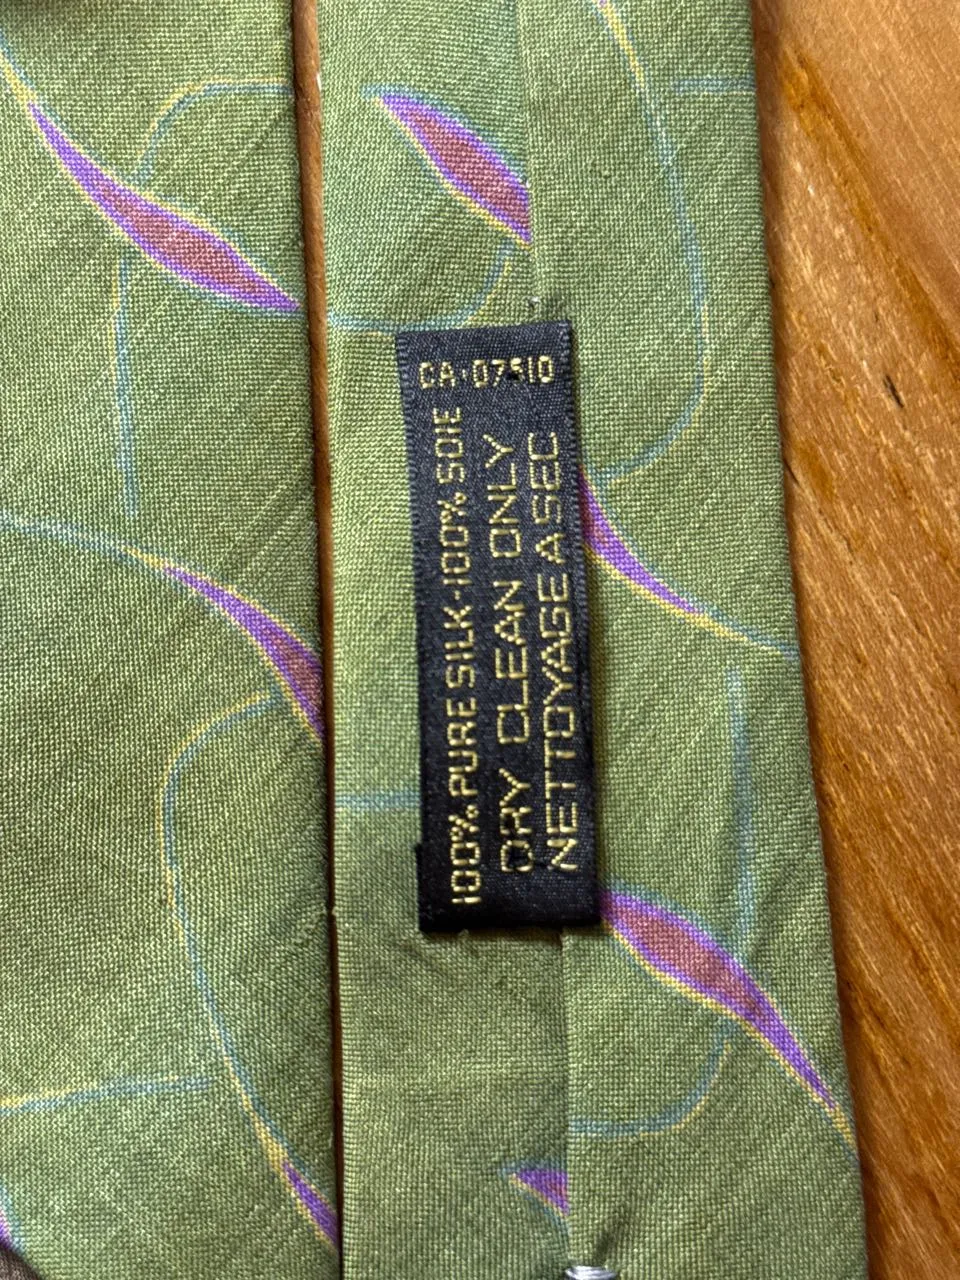 CA-07510
100% PURE SILK-100% SOIE
DRY CLEAN ONLY
NETTOYAGE A SEC